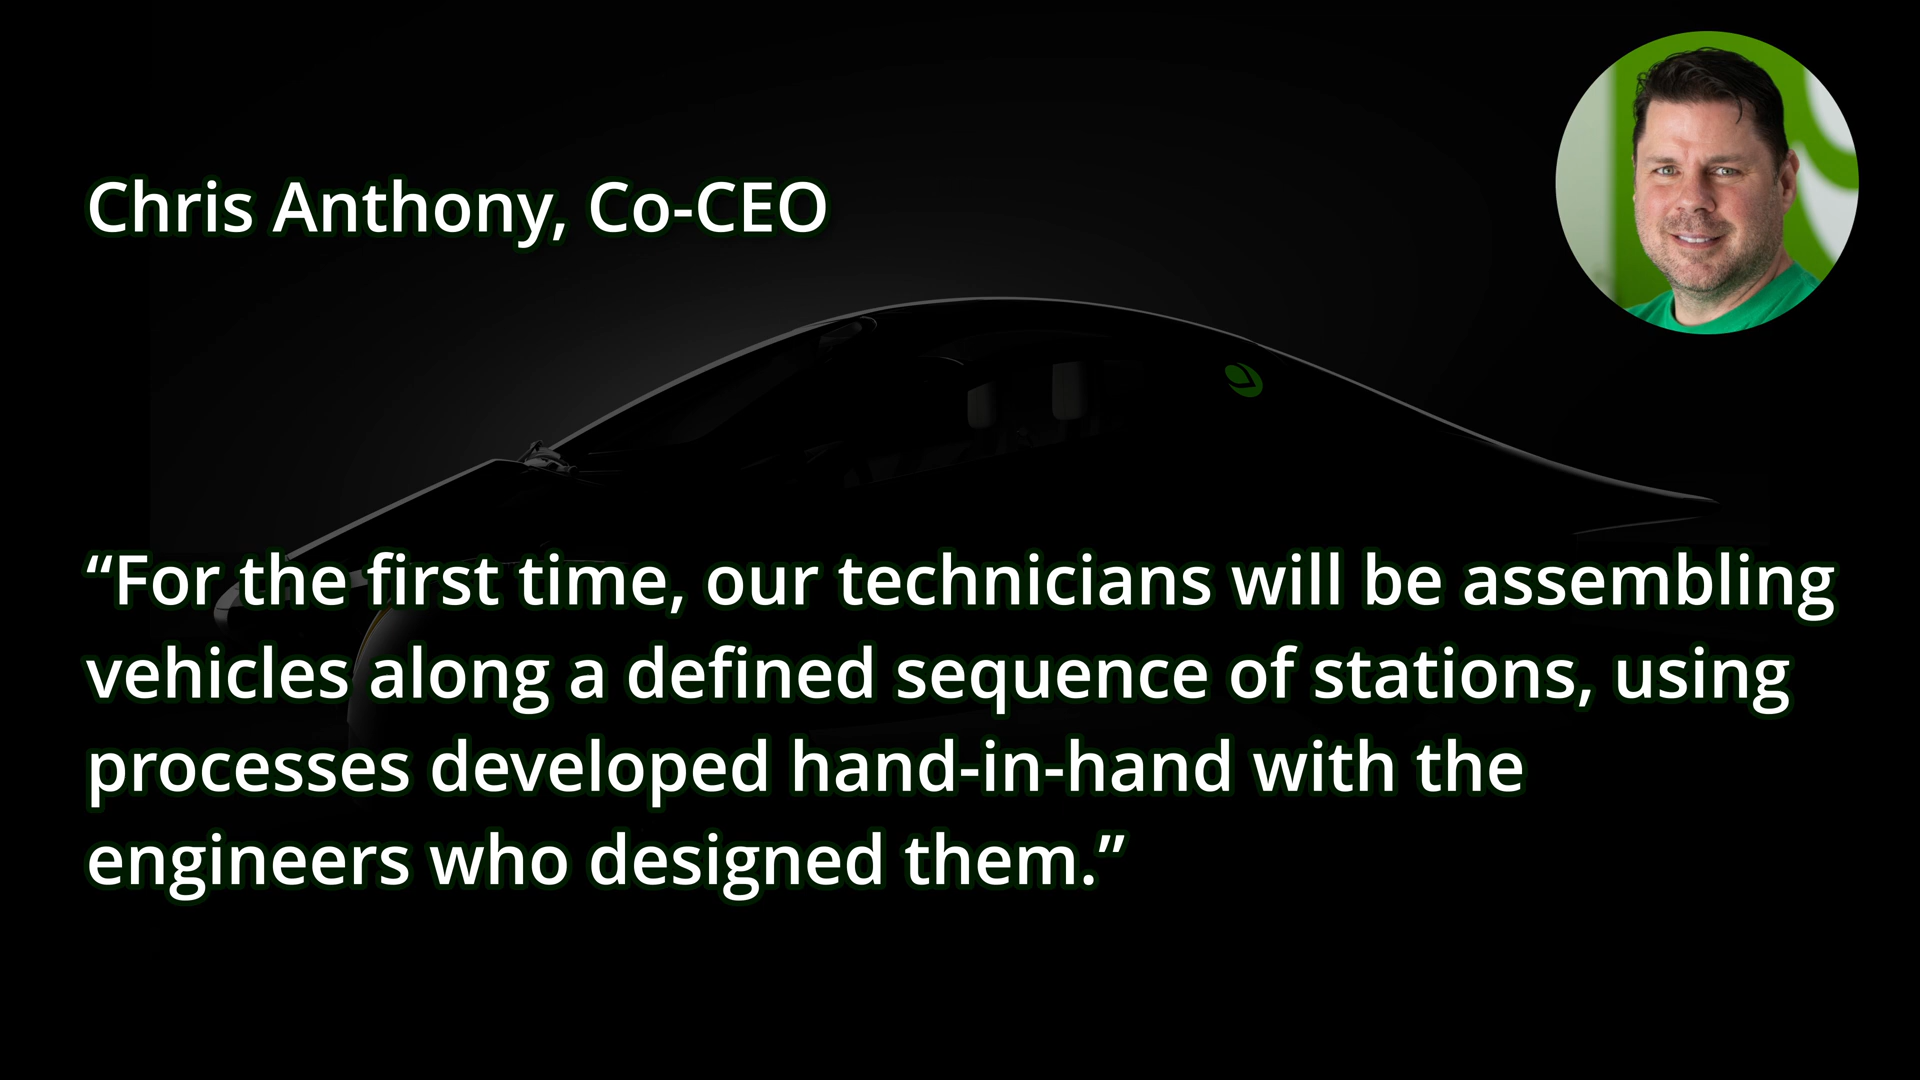 Chris Anthony, Co-CEO
“For the first time, our technicians will be assembling
vehicles along a defined sequence of stations, using
processes developed hand-in-hand with the
engineers who designed them.”